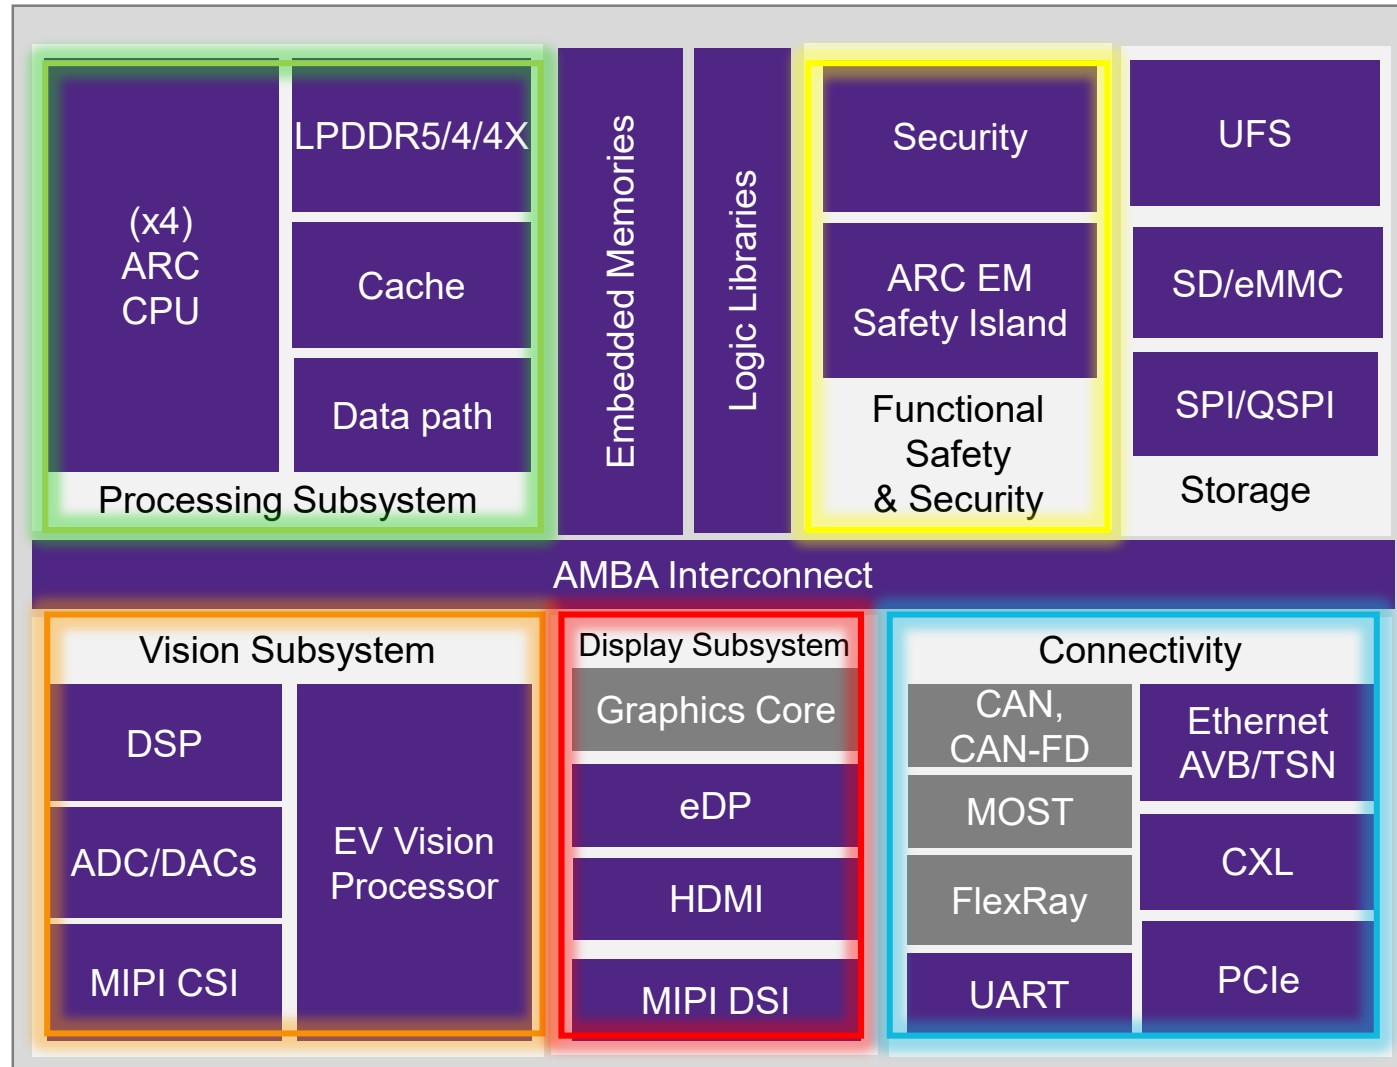 (x4)
ARC
CPU
LPDDR5/4/4X
Cache
Data path
Processing Subsystem
Embedded Memories
Logic Libraries
Security
ARC EM
Safety Island
Functional
Safety
& Security
UFS
SD/eMMC
SPI/QSPI
Storage
AMBA Interconnect
Vision Subsystem
DSP
ADC/DACs
MIPI CSI
EV Vision
Processor
Display Subsystem
Graphics Core
eDP
HDMI
MIPI DSI
Connectivity
CAN,
CAN-FD
MOST
FlexRay
UART
Ethernet
AVB/TSN
CXL
PCIe